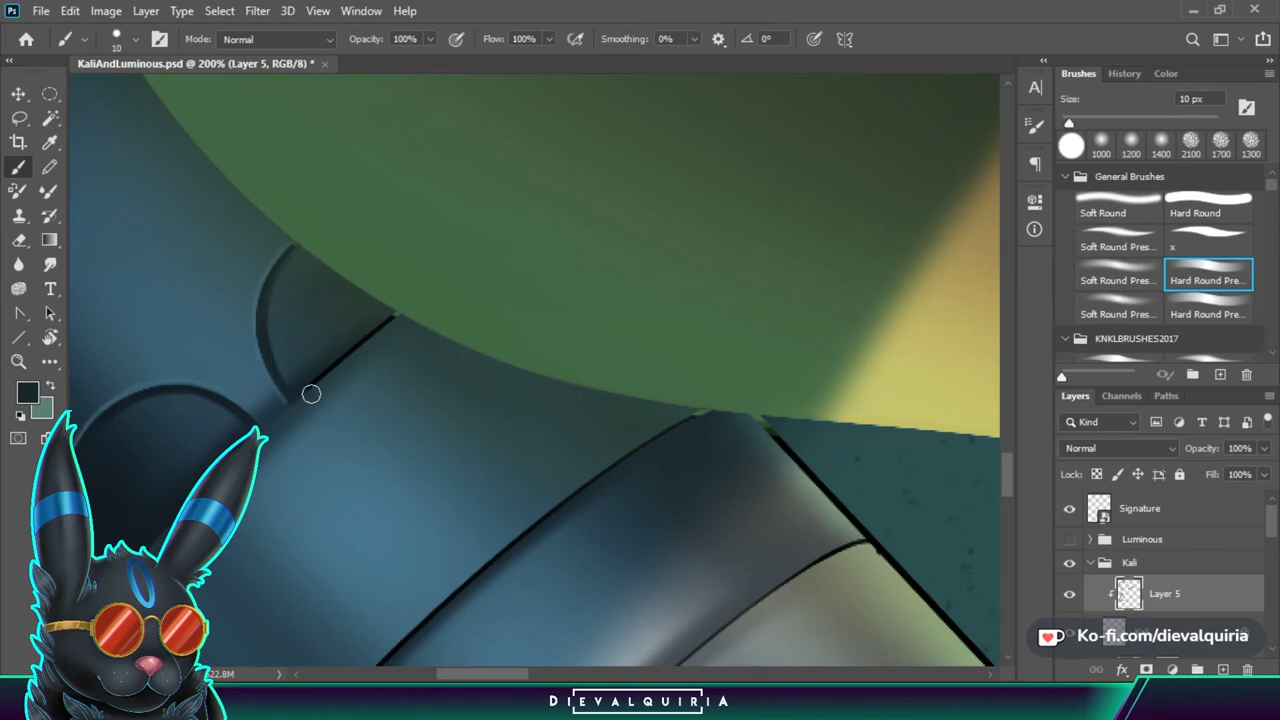 Ps File Edit Image Layer Type Select Filter 3D View Window Help
10 Mode: Normal Opacity: 100% Flow: 100% Smoothing: 0% 0°
KaliAndLuminous.psd @ 200% (Layer 5, RGB/8) *
Brushes History Color
Size: 10 px
1000 1200 1400 2100 1700 1300
General Brushes
Soft Round Hard Round
Soft Round Pres... x
Soft Round Pres... Hard Round Pre...
Soft Round Pres... Hard Round Pre...
KNKLBRUSHES2017
Layers Channels Paths
Kind
Normal Opacity: 100%
Lock: Fill: 100%
Signature
Luminous
Kali
Layer 5
Ko-fi.com/dievalquiria
22.8M
DIEVALQUIRIA